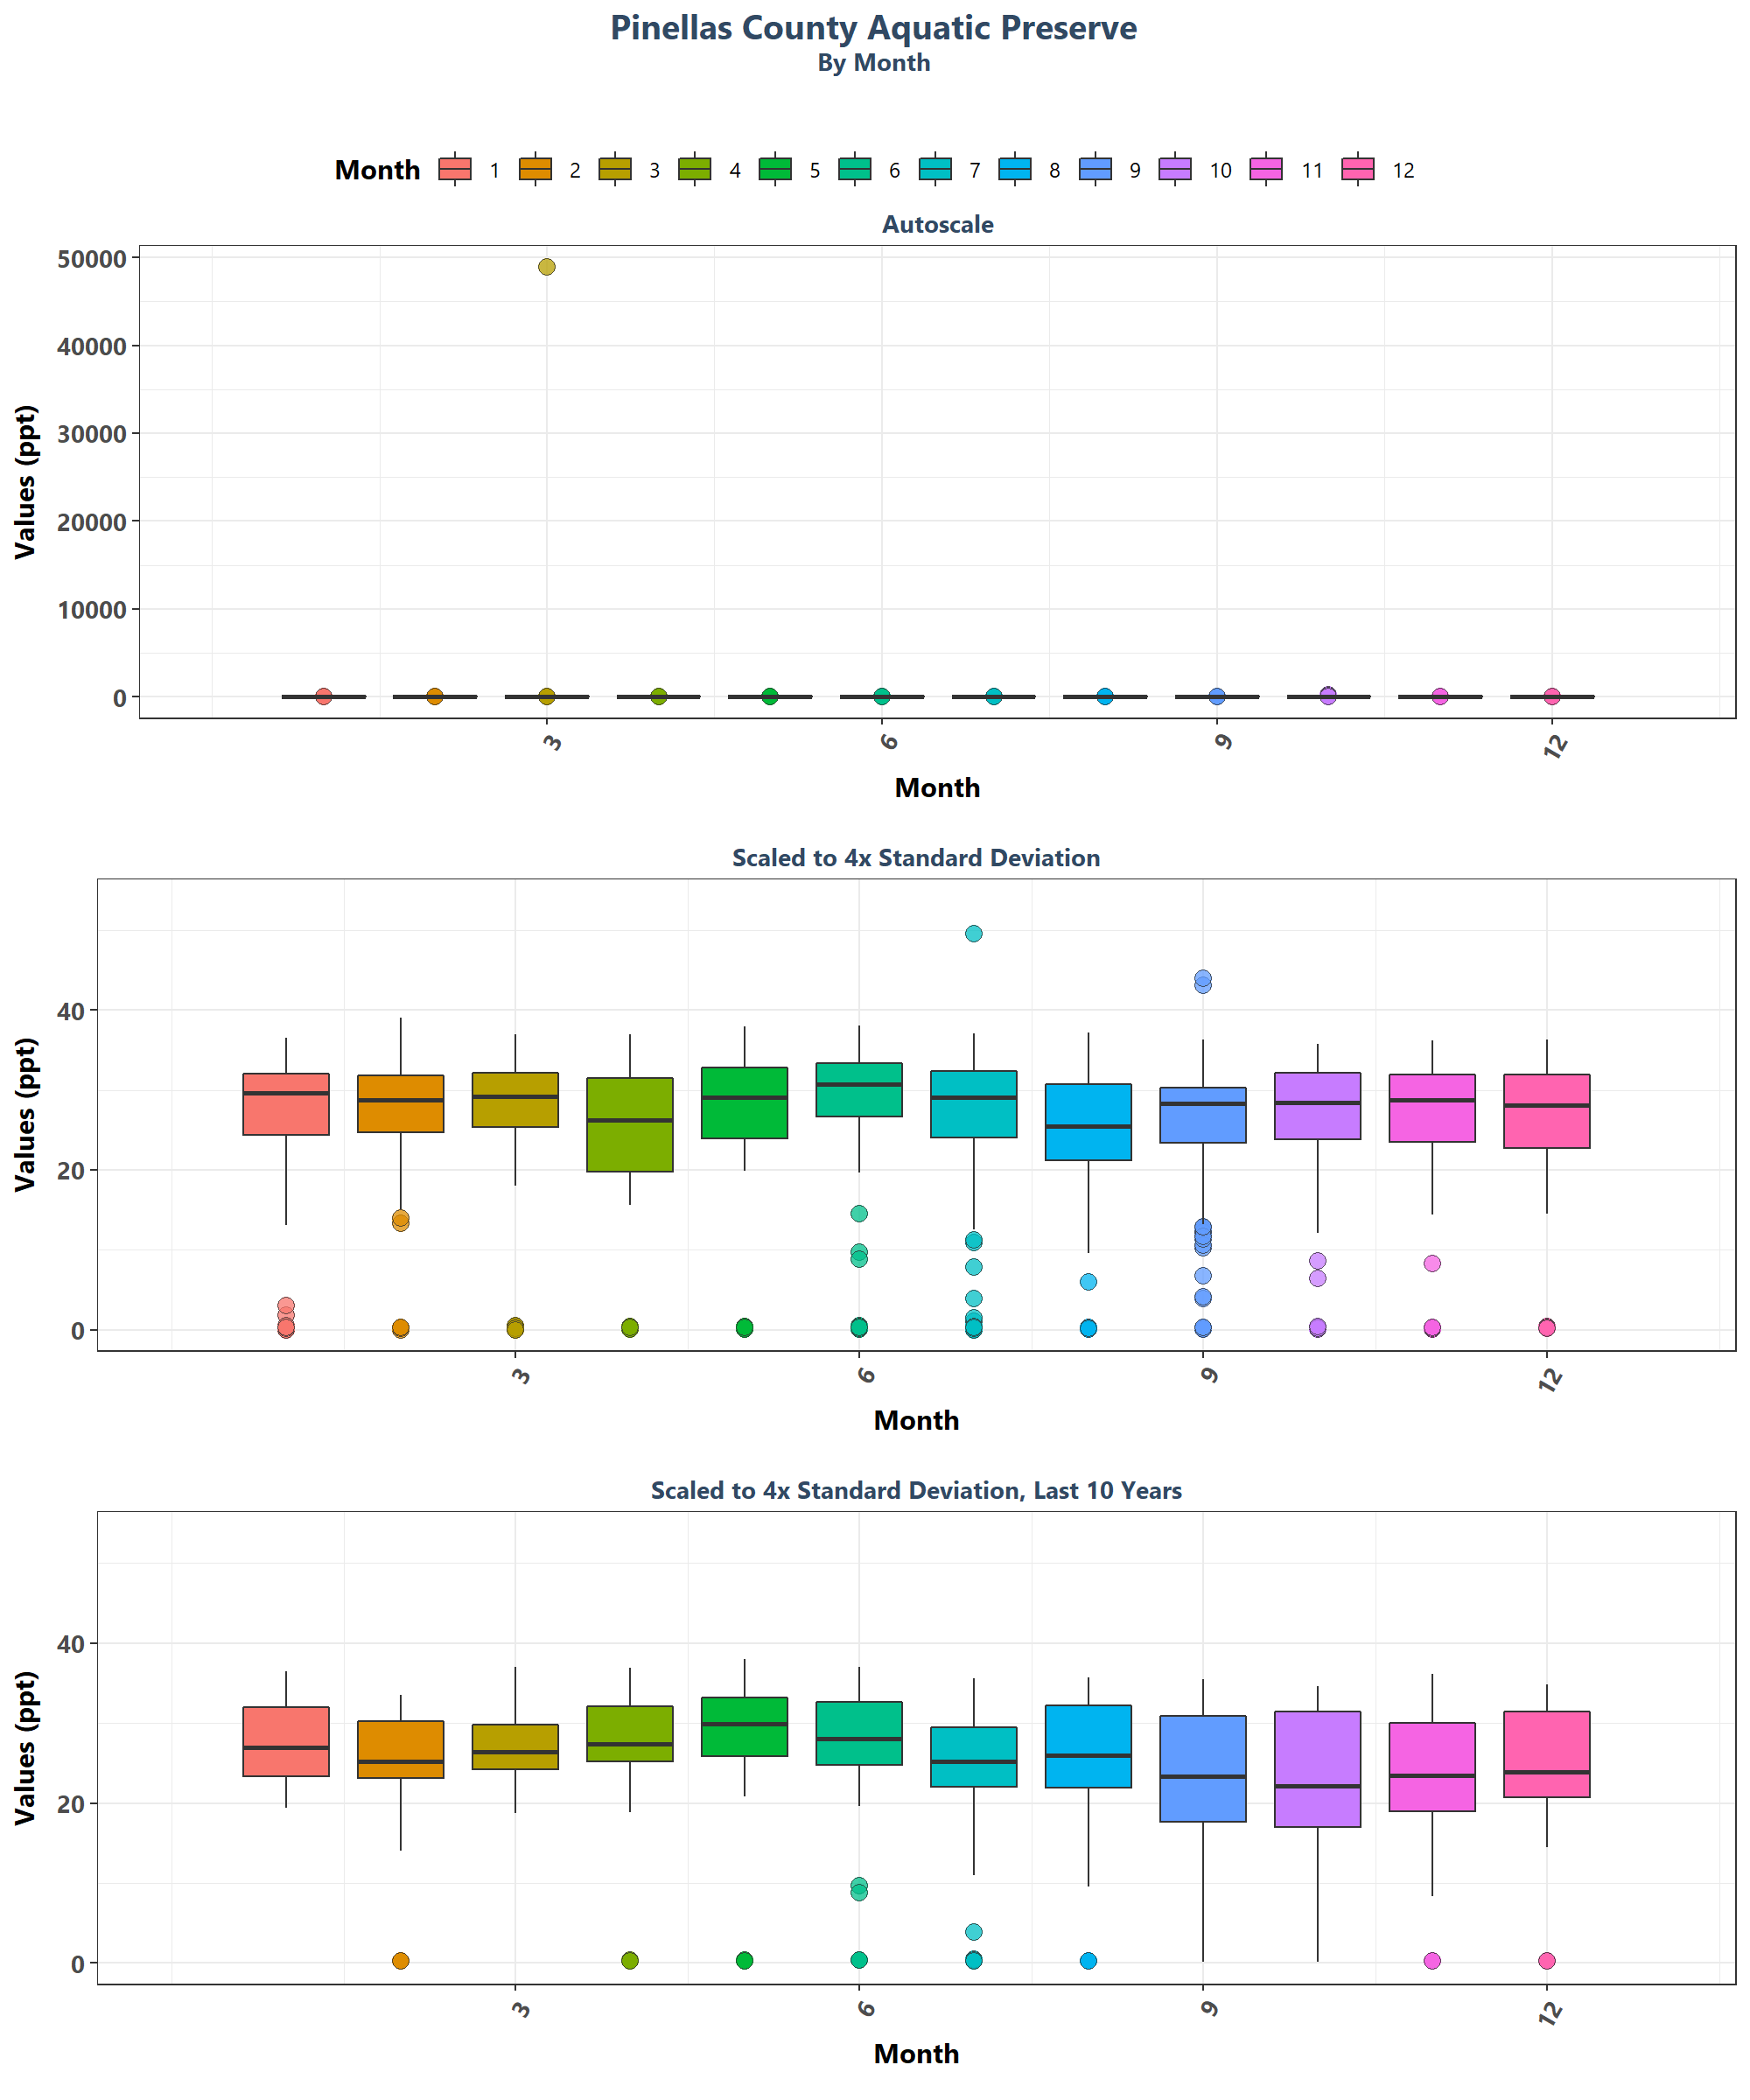 Pinellas County Aquatic Preserve
By Month
Month 1 2 3 4 5 6 7 8 9 10 11 12
Autoscale
Values (ppt)
50000
40000
30000
20000
10000
0
3 6 9 12
Month
Scaled to 4x Standard Deviation
Values (ppt)
40
20
0
3 6 9 12
Month
Scaled to 4x Standard Deviation, Last 10 Years
Values (ppt)
40
20
0
3 6 9 12
Month